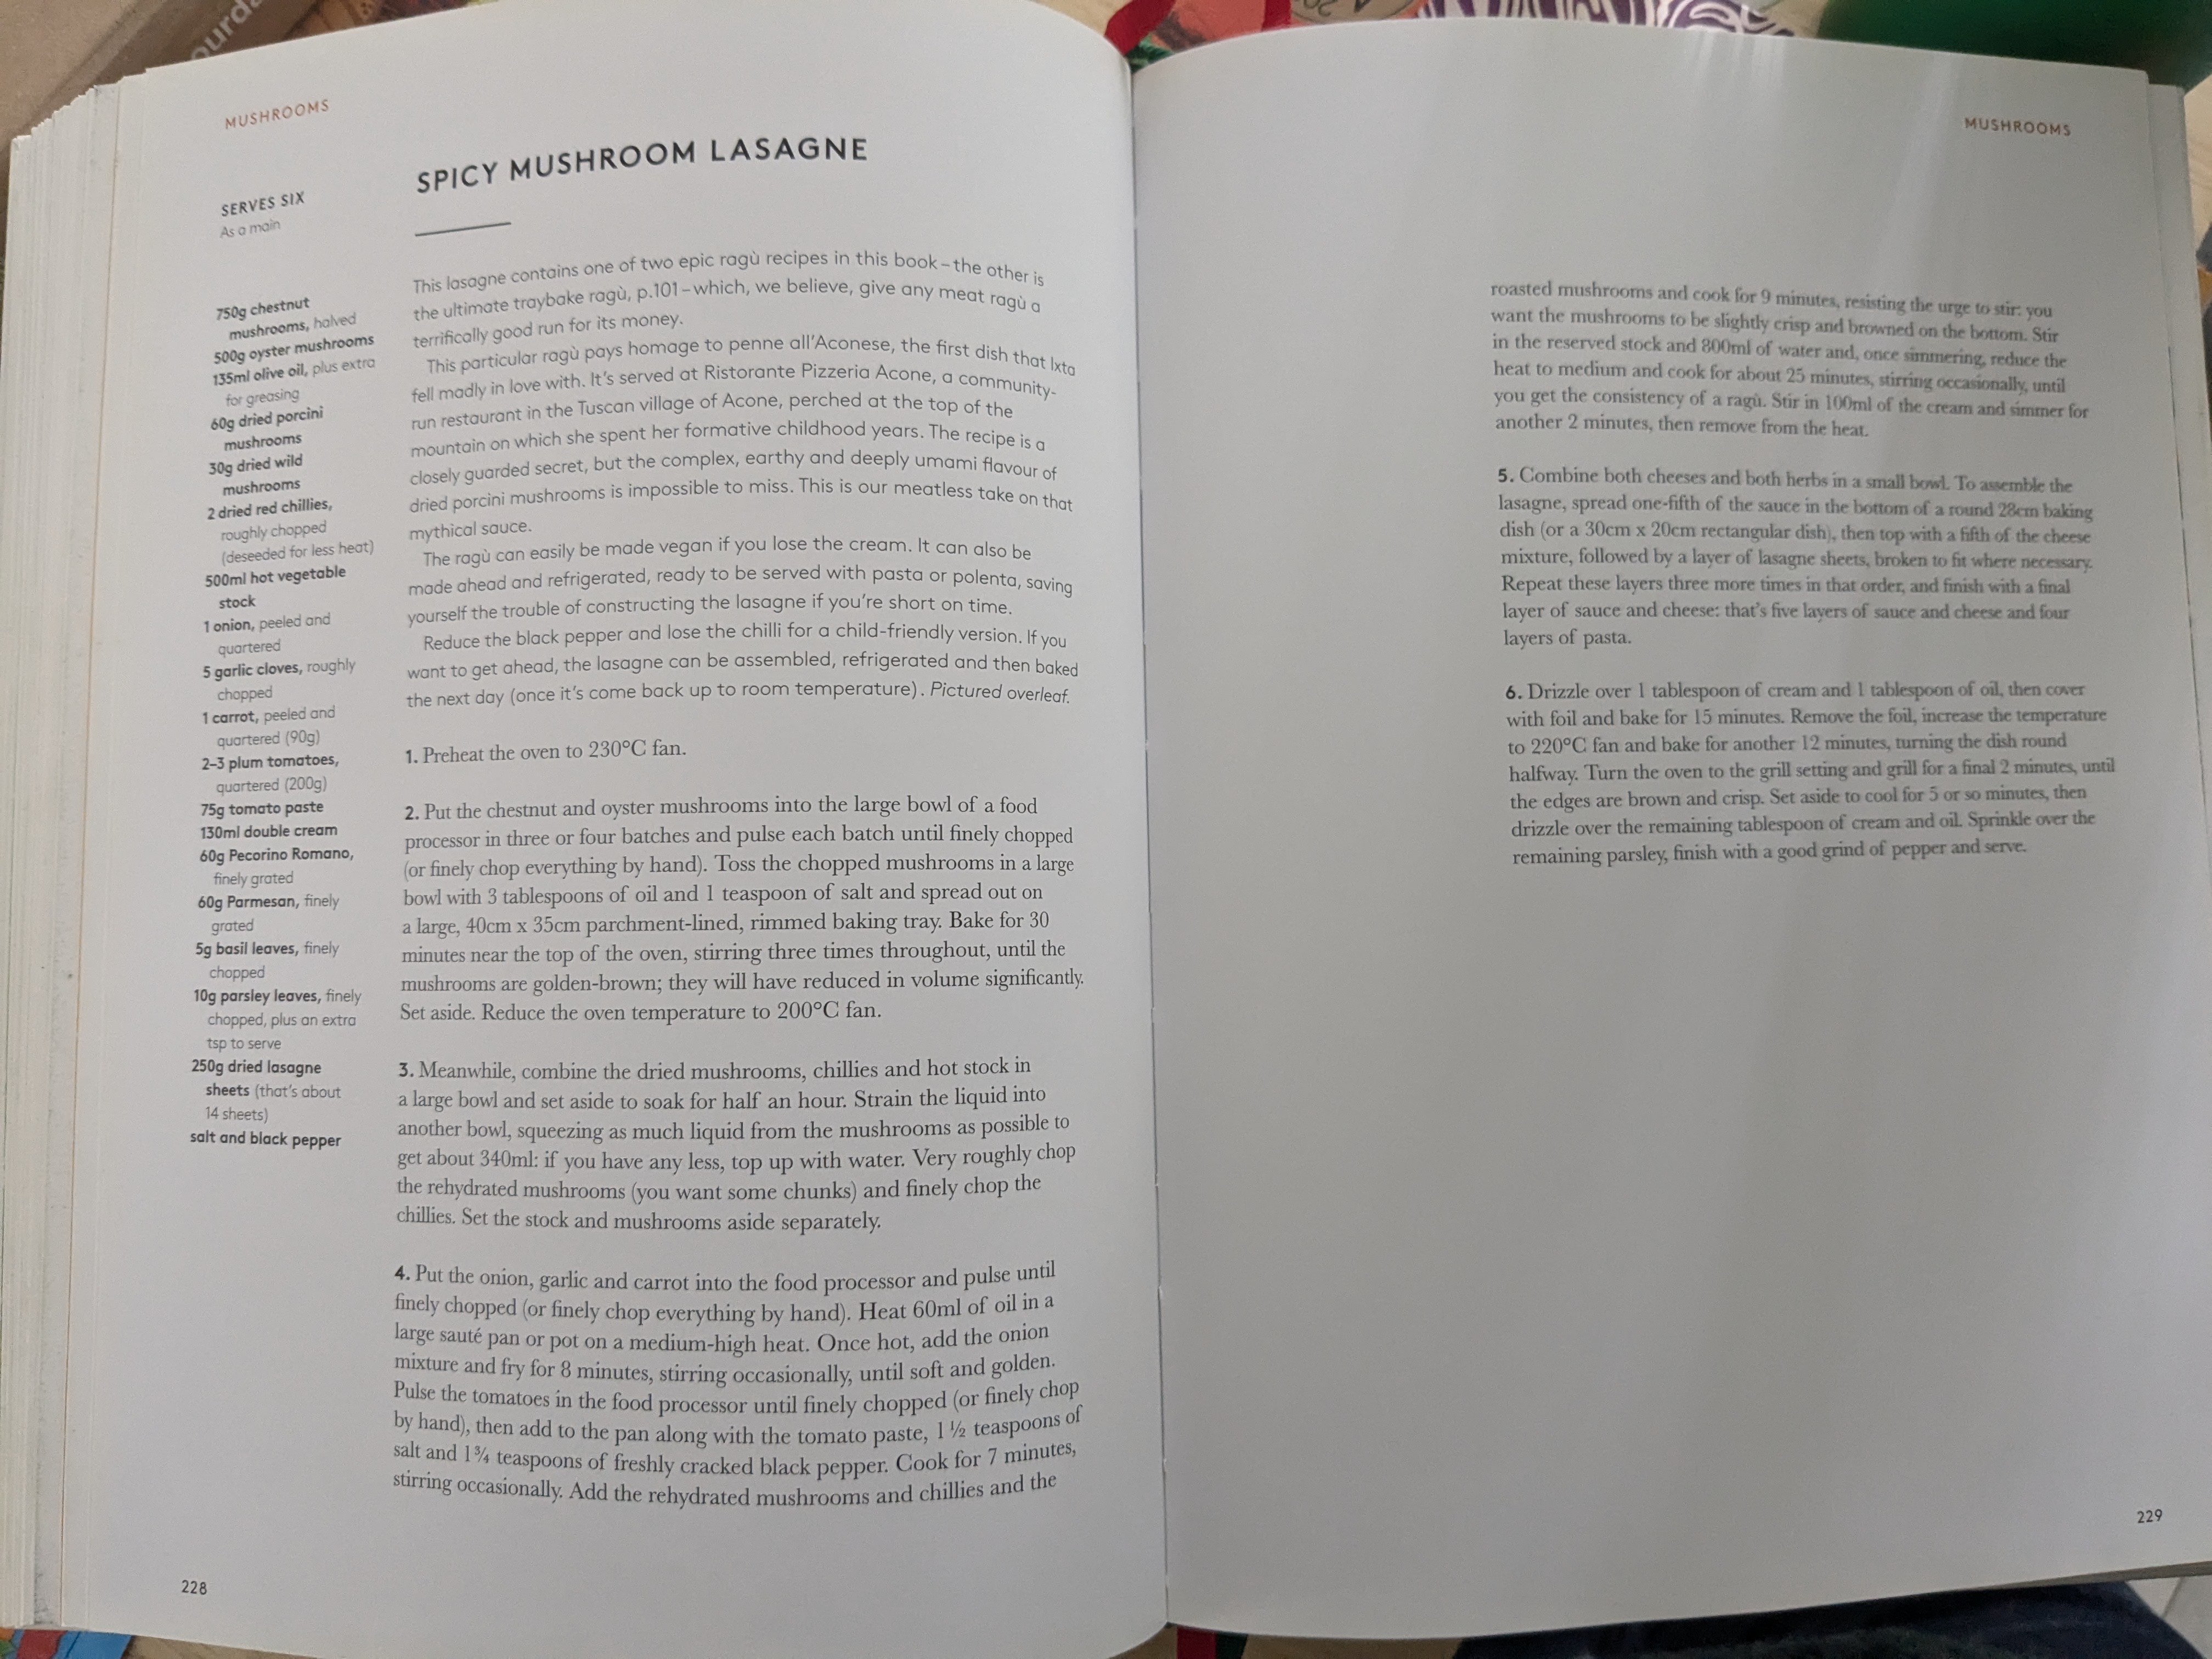 MUSHROOMS
SPICY MUSHROOM LASAGNE
SERVES SIX
As a main
750g chestnut
mushrooms, halved
500g oyster mushrooms
135ml olive oil, plus extra
for greasing
60g dried porcini
mushrooms
30g dried wild
mushrooms
2 dried red chillies,
roughly chopped
(deseeded for less heat)
500ml hot vegetable
stock
1 onion, peeled and
quartered
5 garlic cloves, roughly
chopped
1 carrot, peeled and
quartered (90g)
2–3 plum tomatoes,
quartered (200g)
75g tomato paste
130ml double cream
60g Pecorino Romano,
finely grated
60g Parmesan, finely
grated
5g basil leaves, finely
chopped
10g parsley leaves, finely
chopped, plus an extra
tsp to serve
250g dried lasagne
sheets (that's about
14 sheets)
salt and black pepper
This lasagne contains one of two epic ragù recipes in this book – the other is
the ultimate traybake ragù, p.101 – which, we believe, give any meat ragù a
terrifically good run for its money.
This particular ragù pays homage to penne all'Aconese, the first dish that Ixta
fell madly in love with. It's served at Ristorante Pizzeria Acone, a community-
run restaurant in the Tuscan village of Acone, perched at the top of the
mountain on which she spent her formative childhood years. The recipe is a
closely guarded secret, but the complex, earthy and deeply umami flavour of
dried porcini mushrooms is impossible to miss. This is our meatless take on that
mythical sauce.
The ragù can easily be made vegan if you lose the cream. It can also be
made ahead and refrigerated, ready to be served with pasta or polenta, saving
yourself the trouble of constructing the lasagne if you're short on time.
Reduce the black pepper and lose the chilli for a child-friendly version. If you
want to get ahead, the lasagne can be assembled, refrigerated and then baked
the next day (once it's come back up to room temperature). Pictured overleaf.
1. Preheat the oven to 230°C fan.
2. Put the chestnut and oyster mushrooms into the large bowl of a food
processor in three or four batches and pulse each batch until finely chopped
(or finely chop everything by hand). Toss the chopped mushrooms in a large
bowl with 3 tablespoons of oil and 1 teaspoon of salt and spread out on
a large, 40cm x 35cm parchment-lined, rimmed baking tray. Bake for 30
minutes near the top of the oven, stirring three times throughout, until the
mushrooms are golden-brown; they will have reduced in volume significantly.
Set aside. Reduce the oven temperature to 200°C fan.
3. Meanwhile, combine the dried mushrooms, chillies and hot stock in
a large bowl and set aside to soak for half an hour. Strain the liquid into
another bowl, squeezing as much liquid from the mushrooms as possible to
get about 340ml: if you have any less, top up with water. Very roughly chop
the rehydrated mushrooms (you want some chunks) and finely chop the
chillies. Set the stock and mushrooms aside separately.
4. Put the onion, garlic and carrot into the food processor and pulse until
finely chopped (or finely chop everything by hand). Heat 60ml of oil in a
large sauté pan or pot on a medium-high heat. Once hot, add the onion
mixture and fry for 8 minutes, stirring occasionally, until soft and golden.
Pulse the tomatoes in the food processor until finely chopped (or finely chop
by hand), then add to the pan along with the tomato paste, 1½ teaspoons of
salt and 1¾ teaspoons of freshly cracked black pepper. Cook for 7 minutes,
stirring occasionally. Add the rehydrated mushrooms and chillies and the
228
MUSHROOMS
roasted mushrooms and cook for 9 minutes, resisting the urge to stir: you
want the mushrooms to be slightly crisp and browned on the bottom. Stir
in the reserved stock and 800ml of water and, once simmering, reduce the
heat to medium and cook for about 25 minutes, stirring occasionally, until
you get the consistency of a ragù. Stir in 100ml of the cream and simmer for
another 2 minutes, then remove from the heat.
5. Combine both cheeses and both herbs in a small bowl. To assemble the
lasagne, spread one-fifth of the sauce in the bottom of a round 28cm baking
dish (or a 30cm x 20cm rectangular dish), then top with a fifth of the cheese
mixture, followed by a layer of lasagne sheets, broken to fit where necessary.
Repeat these layers three more times in that order, and finish with a final
layer of sauce and cheese: that's five layers of sauce and cheese and four
layers of pasta.
6. Drizzle over 1 tablespoon of cream and 1 tablespoon of oil, then cover
with foil and bake for 15 minutes. Remove the foil, increase the temperature
to 220°C fan and bake for another 12 minutes, turning the dish round
halfway. Turn the oven to the grill setting and grill for a final 2 minutes, until
the edges are brown and crisp. Set aside to cool for 5 or so minutes, then
drizzle over the remaining tablespoon of cream and oil. Sprinkle over the
remaining parsley, finish with a good grind of pepper and serve.
229